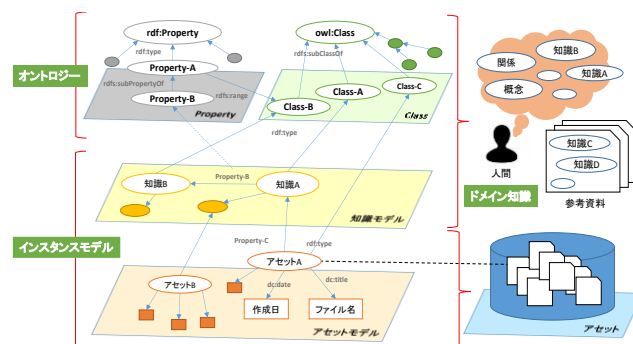 rdf:Property
owl:Class
rdf:type
rdfs:subClassOf
Property-A
オントロジー
rdfs:subPropertyOf
rdfs:range
Property-B
Class-A
Class-C
Class-B
Property
Class
rdf:type
関係
知識B
知識A
概念
人間
知識C
知識D
参考資料
ドメイン知識
知識B
Property-B
知識A
知識モデル
インスタンスモデル
Property-C
rdf:type
アセットA
アセットB
dc:date
dc:title
作成日
ファイル名
アセットモデル
アセット